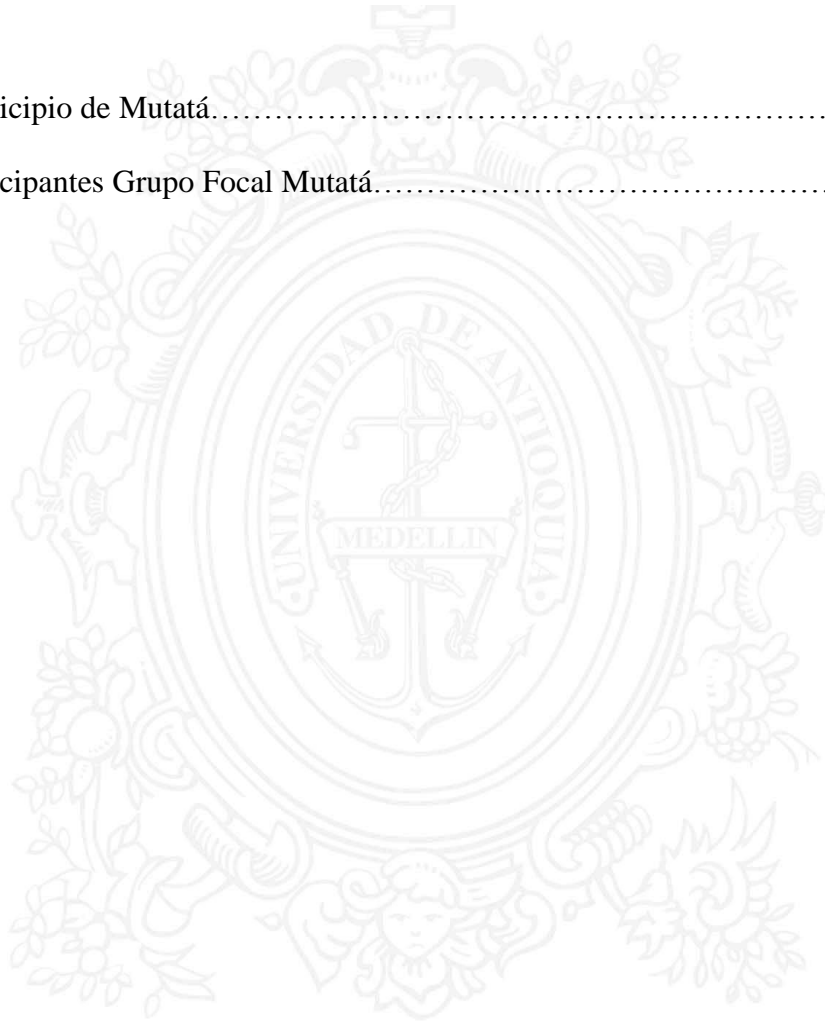 icipio de Mutatá……………………………………………………………
cipantes Grupo Focal Mutatá…………………………………………
UNIVERSIDAD DE ANTIOQUIA
MEDELLIN